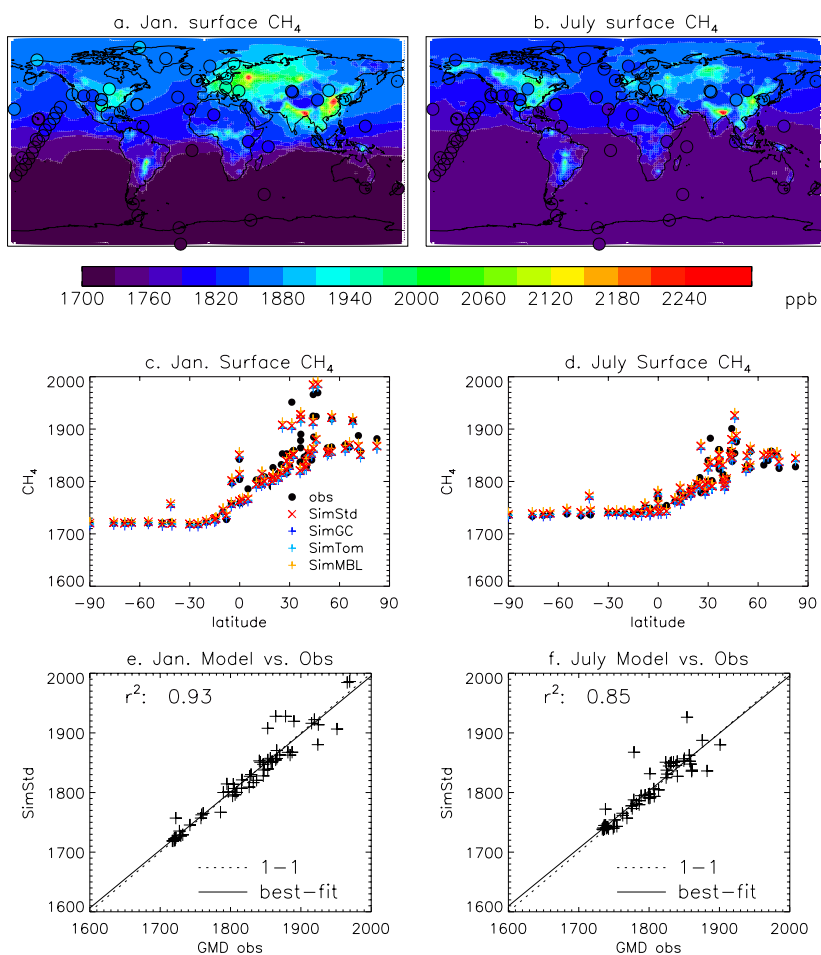 a. Jan. surface CH4
b. July surface CH4
1700 1760 1820 1880 1940 2000 2060 2120 2180 2240 ppb
c. Jan. Surface CH4
2000
1900
1800
1700
1600
CH4
obs
SimStd
SimGC
SimTom
SimMBL
−90 −60 −30 0 30 60 90
latitude
d. July Surface CH4
2000
1900
1800
1700
1600
CH4
−90 −60 −30 0 30 60 90
latitude
e. Jan. Model vs. Obs
r2: 0.93
2000
1900
1800
1700
1600
SimStd
1−1
best−fit
1600 1700 1800 1900 2000
GMD obs
f. July Model vs. Obs
r2: 0.85
2000
1900
1800
1700
1600
SimStd
1−1
best−fit
1600 1700 1800 1900 2000
GMD obs